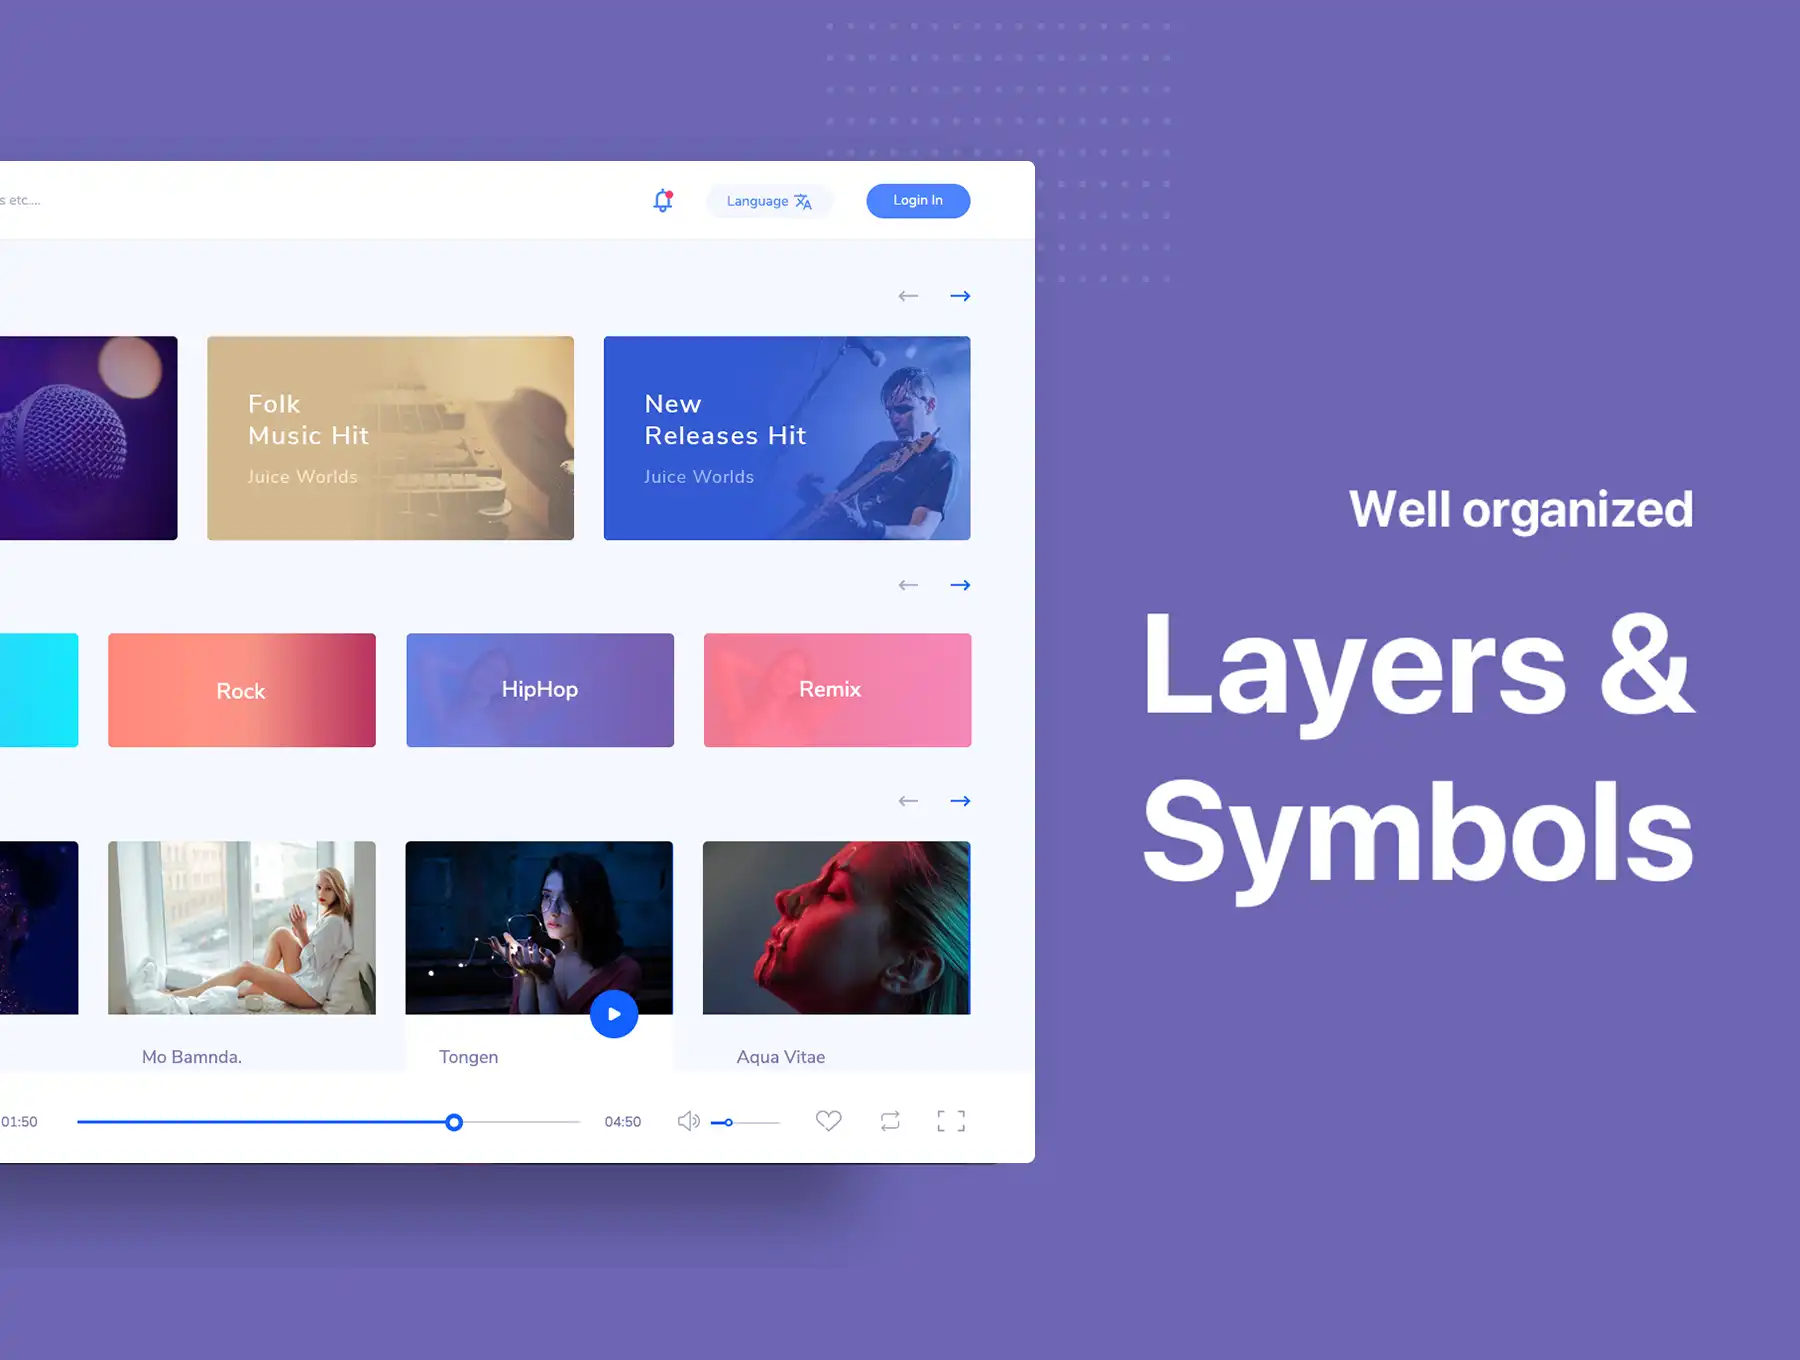 s etc....
Language
Login In
Folk
Music Hit
Juice Worlds
New
Releases Hit
Juice Worlds
Rock
HipHop
Remix
Mo Bamnda.
Tongen
Aqua Vitae
01:50
04:50
Well organized
Layers &
Symbols